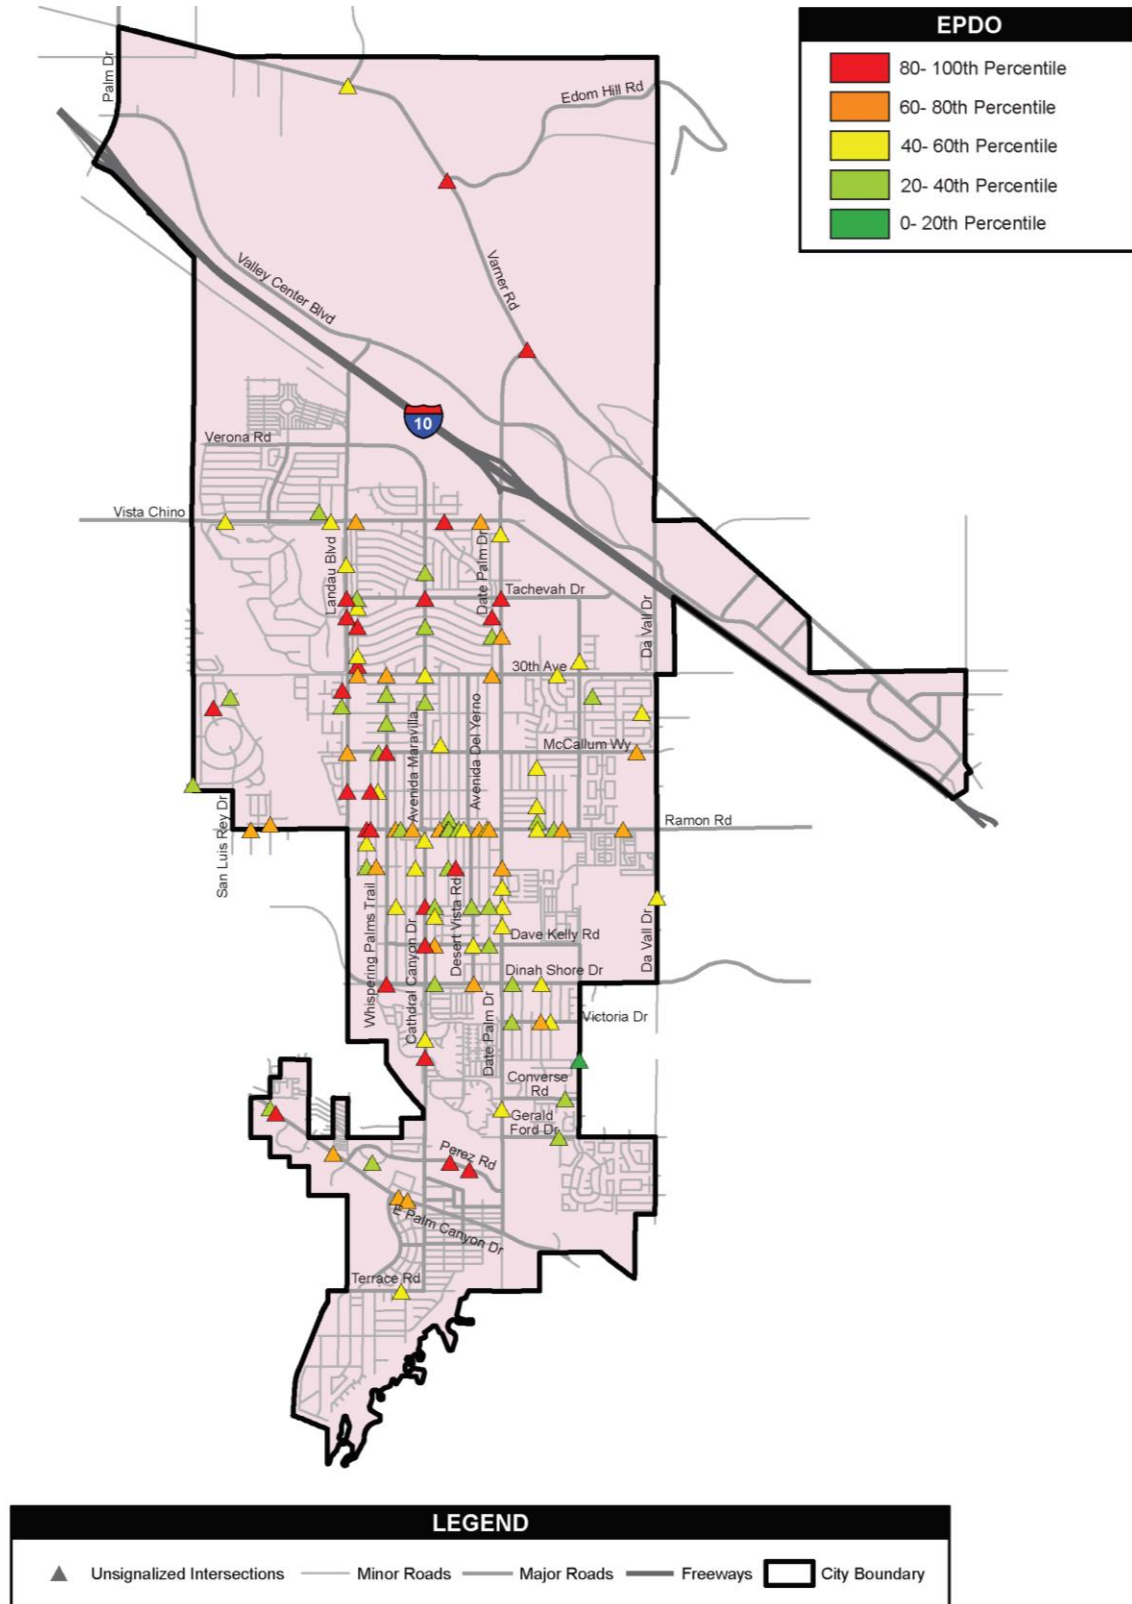 EPDO
80- 100th Percentile
60- 80th Percentile
40- 60th Percentile
20- 40th Percentile
0- 20th Percentile
Palm Dr
Edom Hill Rd
Varner Rd
Valley Center Blvd
10
Verona Rd
Vista Chino
Landau Blvd
Date Palm Dr
Tachevah Dr
Da Vall Dr
30th Ave
Avenida Maravilla
Avenida Del Yerno
McCallum Wy
San Luis Rey Dr
Ramon Rd
Whispering Palms Trail
Cathdral Canyon Dr
Desert Vista Rd
Dave Kelly Rd
Da Vall Dr
Dinah Shore Dr
Date Palm Dr
Victoria Dr
Converse
Rd
Gerald
Ford Dr
Perez Rd
E Palm Canyon Dr
Terrace Rd
LEGEND
Unsignalized Intersections
Minor Roads
Major Roads
Freeways
City Boundary